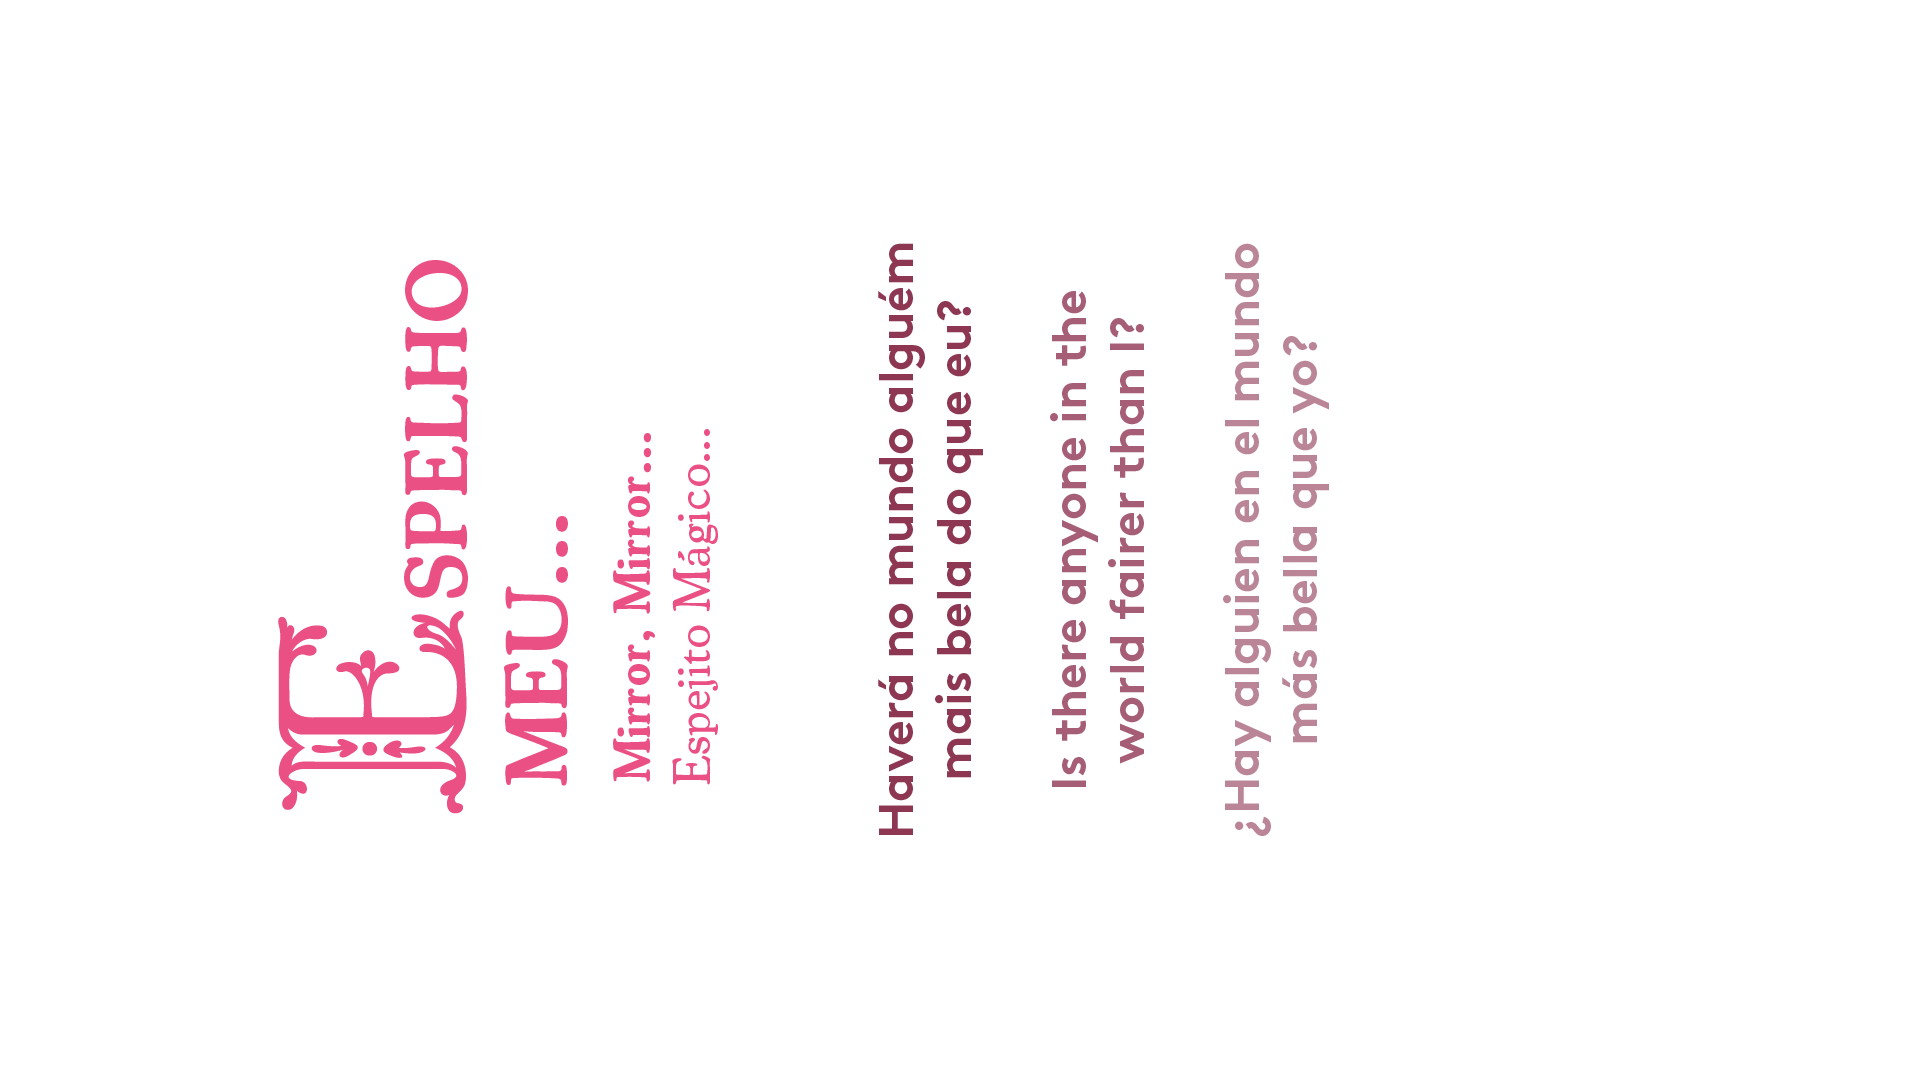 ESPELHO
MEU...
Mirror, Mirror...
Espejito Mágico...
Haverá no mundo alguém
mais bela do que eu?
Is there anyone in the
world fairer than I?
¿Hay alguien en el mundo
más bella que yo?